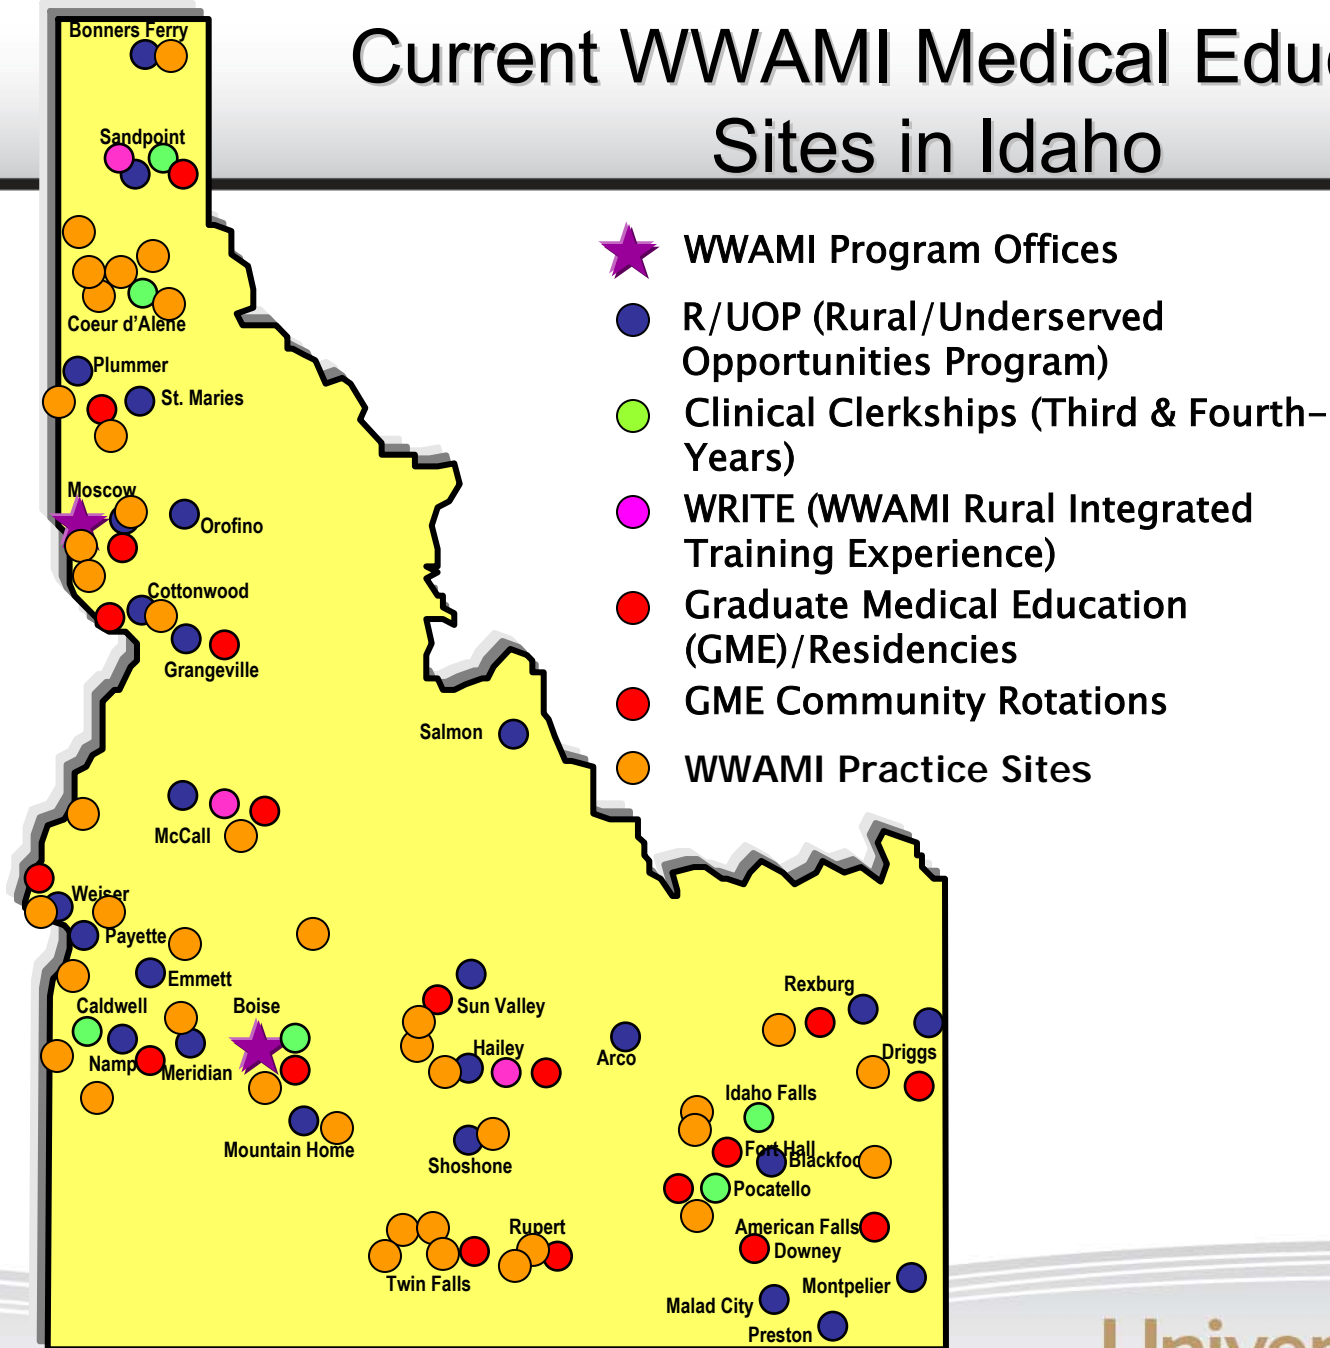 Current WWAMI Medical Edu
Sites in Idaho
WWAMI Program Offices
R/UOP (Rural/Underserved
Opportunities Program)
Clinical Clerkships (Third & Fourth-
Years)
WRITE (WWAMI Rural Integrated
Training Experience)
Graduate Medical Education
(GME)/Residencies
GME Community Rotations
WWAMI Practice Sites
Bonners Ferry
Sandpoint
Coeur d'Alene
Plummer
St. Maries
Moscow
Orofino
Cottonwood
Grangeville
Salmon
McCall
Weiser
Payette
Emmett
Caldwell
Boise
Namp
Meridian
Mountain Home
Sun Valley
Hailey
Arco
Shoshone
Rexburg
Driggs
Idaho Falls
Fort Hall
Blackfoo
Pocatello
American Falls
Downey
Rupert
Twin Falls
Montpelier
Malad City
Preston
Univer